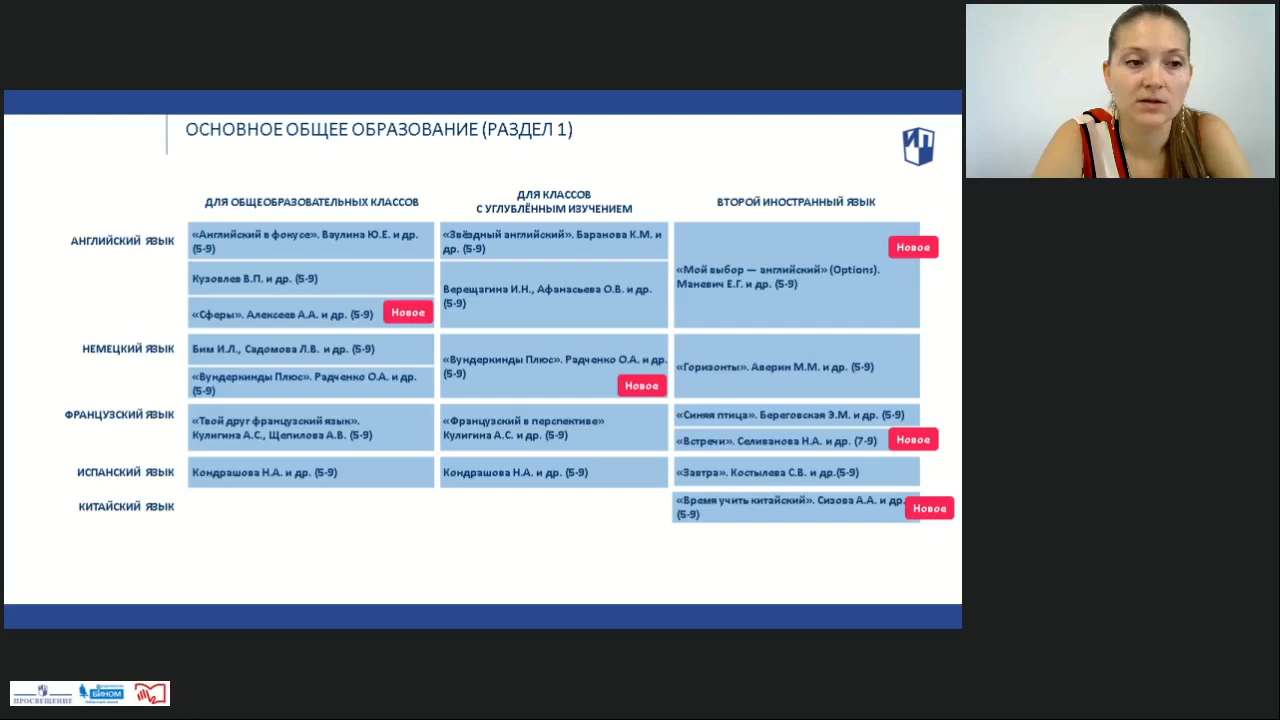 ОСНОВНОЕ ОБЩЕЕ ОБРАЗОВАНИЕ (РАЗДЕЛ 1)
ИП
ДЛЯ ОБЩЕОБРАЗОВАТЕЛЬНЫХ КЛАССОВ
ДЛЯ КЛАССОВ
С УГЛУБЛЁННЫМ ИЗУЧЕНИЕМ
ВТОРОЙ ИНОСТРАННЫЙ ЯЗЫК
АНГЛИЙСКИЙ ЯЗЫК
«Английский в фокусе». Ваулина Ю.Е. и др.
(5-9)
Кузовлев В.П. и др. (5-9)
«Сферы». Алексеев А.А. и др. (5-9)
Новое
«Звёздный английский». Баранова К.М. и
др. (5-9)
Верещагина И.Н., Афанасьева О.В. и др.
(5-9)
Новое
«Мой выбор — английский» (Options).
Маневич Е.Г. и др. (5-9)
НЕМЕЦКИЙ ЯЗЫК
Бим И.Л., Садомова Л.В. и др. (5-9)
«Вундеркинды Плюс». Радченко О.А. и др.
(5-9)
«Вундеркинды Плюс». Радченко О.А. и др.
(5-9)
Новое
«Горизонты». Аверин М.М. и др. (5-9)
ФРАНЦУЗСКИЙ ЯЗЫК
«Твой друг французский язык».
Кулигина А.С., Щепилова А.В. (5-9)
«Французский в перспективе»
Кулигина А.С. и др. (5-9)
«Синяя птица». Береговская Э.М. и др. (5-9)
«Встречи». Селиванова Н.А. и др. (7-9)
Новое
ИСПАНСКИЙ ЯЗЫК
Кондрашова Н.А. и др. (5-9)
Кондрашова Н.А. и др. (5-9)
«Завтра». Костылева С.В. и др.(5-9)
КИТАЙСКИЙ ЯЗЫК
«Время учить китайский». Сизова А.А. и др.
(5-9)
Новое
ПРОСВЕЩЕНИЕ
БИНОМ